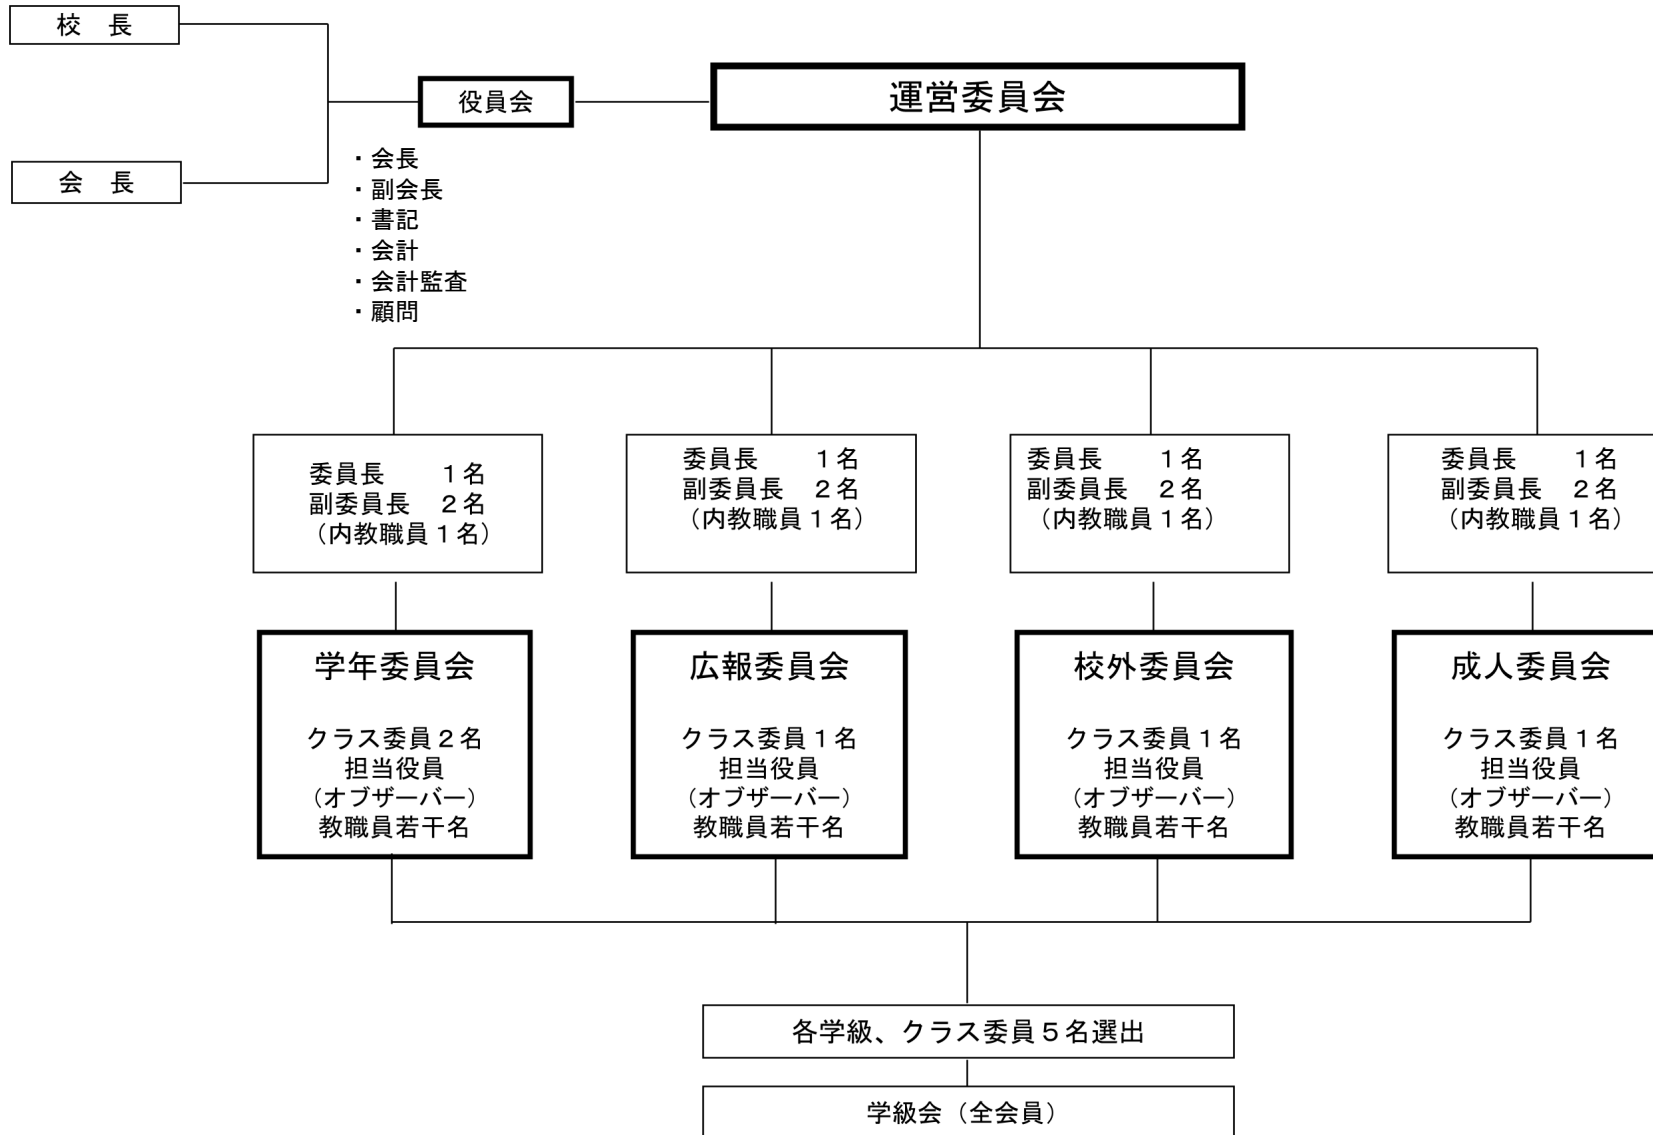 校　長
役員会
運営委員会
会　長
・会長
・副会長
・書記
・会計
・会計監査
・顧問
委員長　　１名
副委員長　２名
（内教職員１名）
委員長　　１名
副委員長　２名
（内教職員１名）
委員長　　１名
副委員長　２名
（内教職員１名）
委員長　　１名
副委員長　２名
（内教職員１名）
学年委員会
クラス委員２名
担当役員
（オブザーバー）
教職員若干名
広報委員会
クラス委員１名
担当役員
（オブザーバー）
教職員若干名
校外委員会
クラス委員１名
担当役員
（オブザーバー）
教職員若干名
成人委員会
クラス委員１名
担当役員
（オブザーバー）
教職員若干名
各学級、クラス委員５名選出
学級会（全会員）